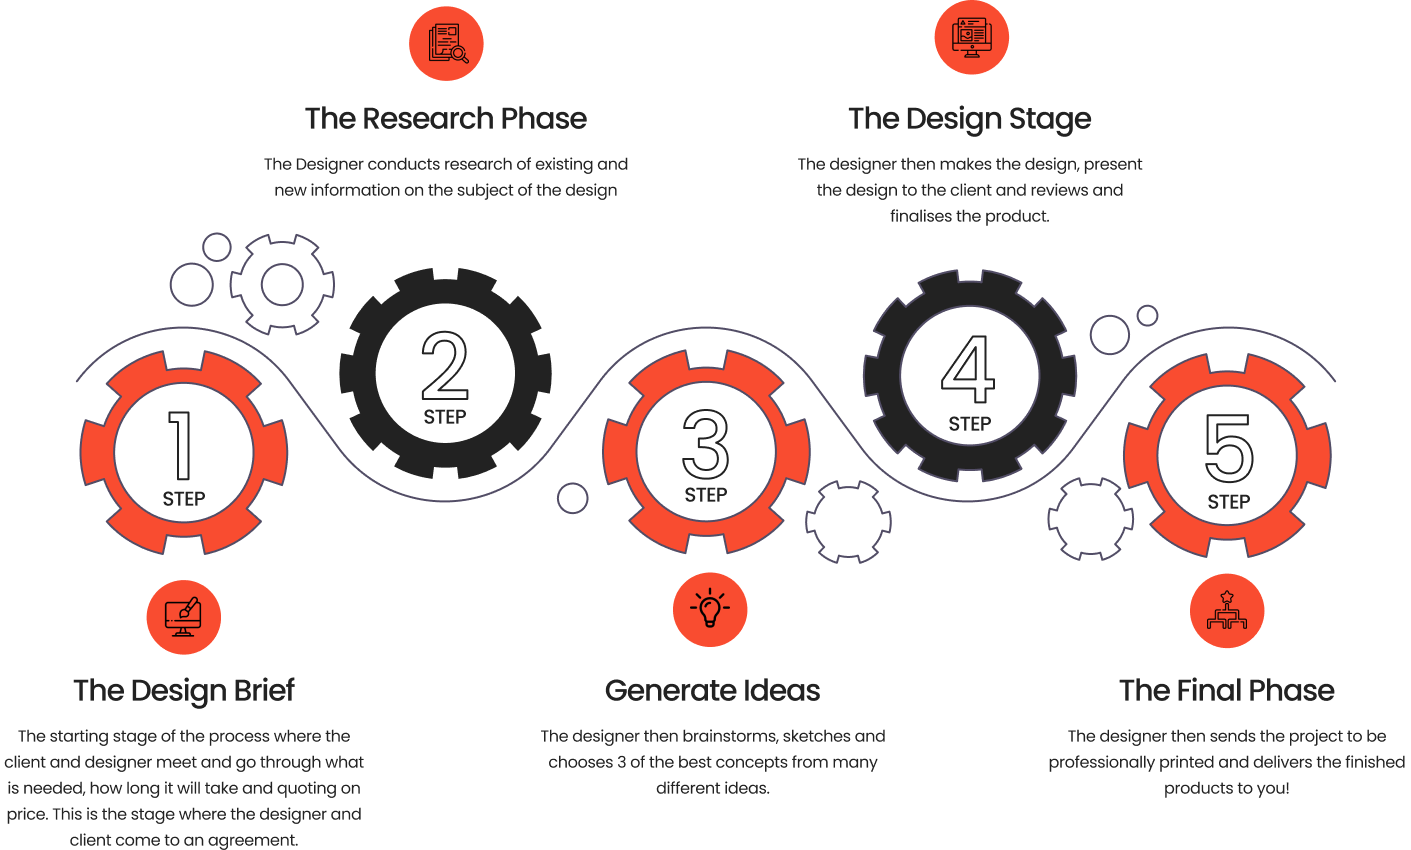 The Research Phase
The Designer conducts research of existing and
new information on the subject of the design
The Design Stage
The designer then makes the design, present
the design to the client and reviews and
finalises the product.
1
STEP
2
STEP
3
STEP
4
STEP
5
STEP
The Design Brief
The starting stage of the process where the
client and designer meet and go through what
is needed, how long it will take and quoting on
price. This is the stage where the designer and
client come to an agreement.
Generate Ideas
The designer then brainstorms, sketches and
chooses 3 of the best concepts from many
different ideas.
The Final Phase
The designer then sends the project to be
professionally printed and delivers the finished
products to you!